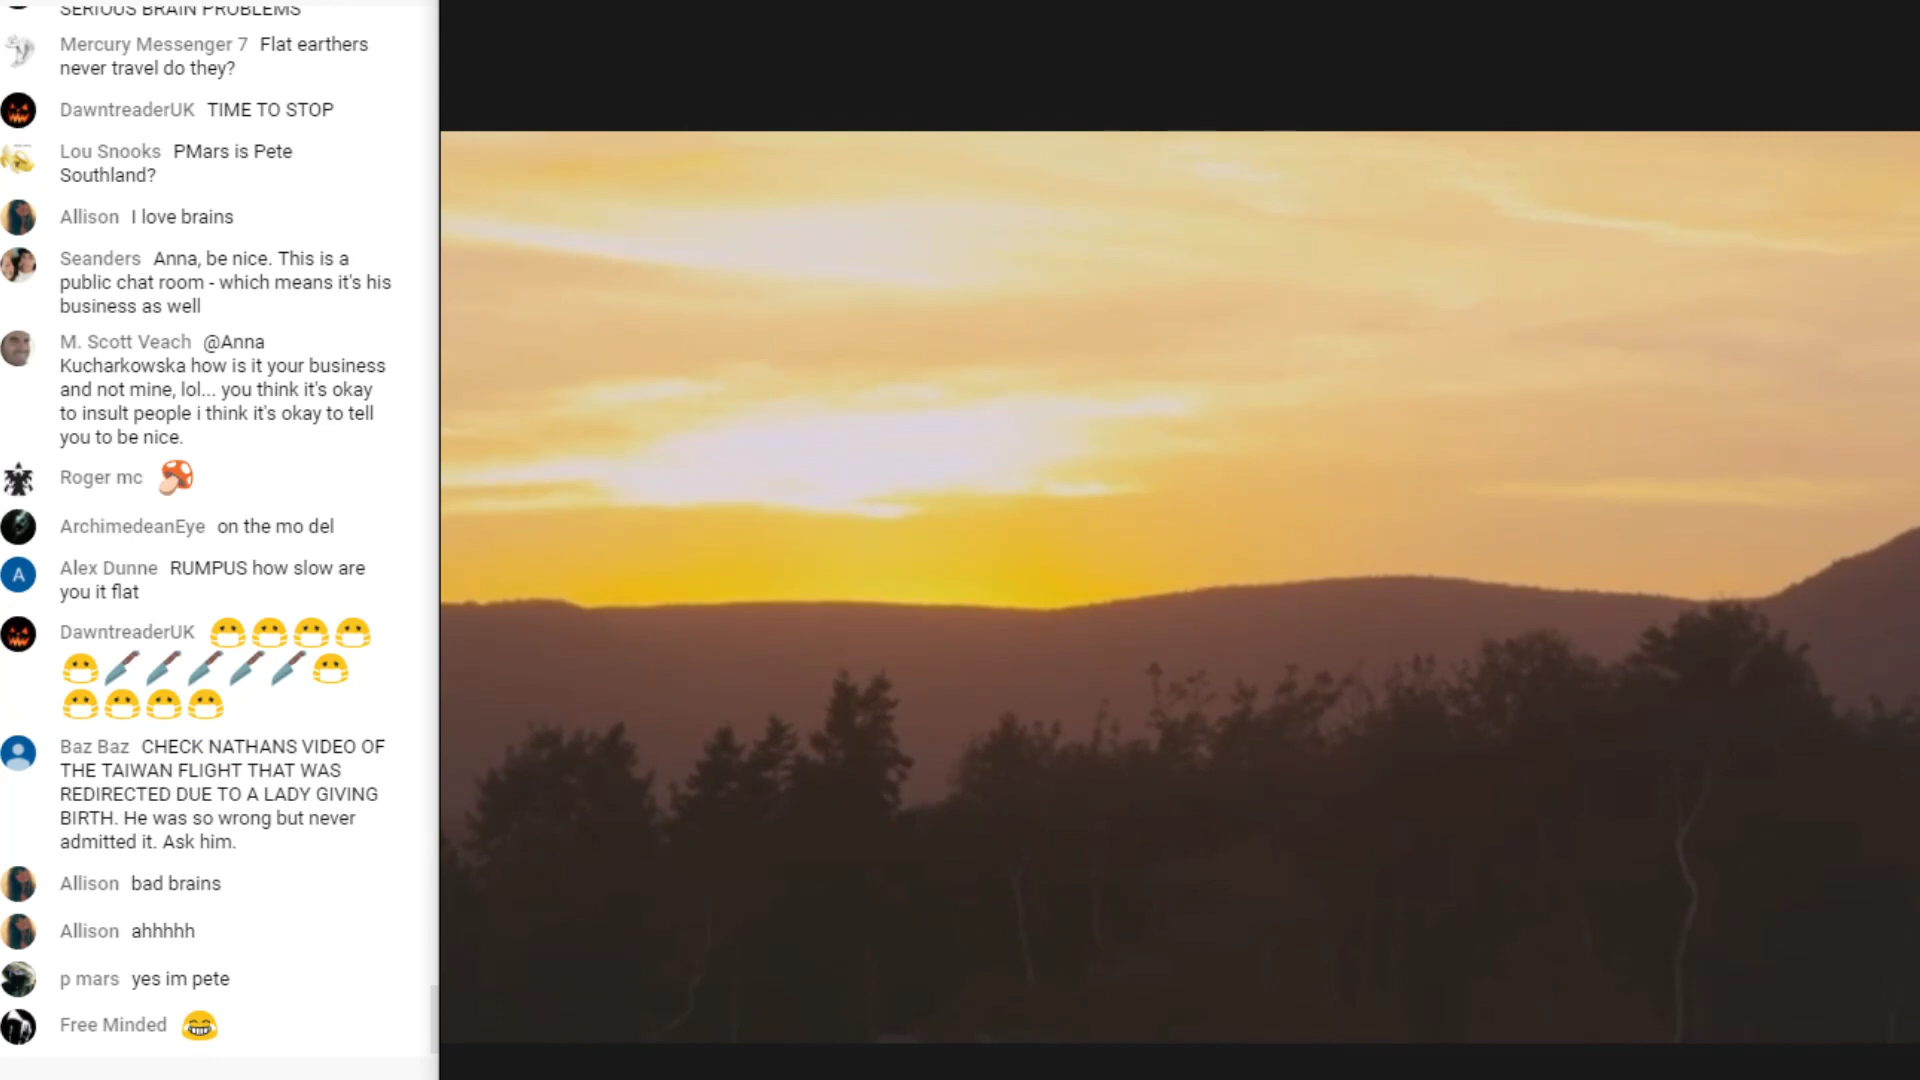 SERIOUS BRAIN PROBLEMS
Mercury Messenger 7 Flat earthers
never travel do they?
DawntreaderUK TIME TO STOP
Lou Snooks PMars is Pete
Southland?
Allison I love brains
Seanders Anna, be nice. This is a
public chat room - which means it's his
business as well
M. Scott Veach @Anna
Kucharkowska how is it your business
and not mine, lol... you think it's okay
to insult people i think it's okay to tell
you to be nice.
Roger mc
ArchimedeanEye on the mo del
A
Alex Dunne RUMPUS how slow are
you it flat
DawntreaderUK
Baz Baz CHECK NATHANS VIDEO OF
THE TAIWAN FLIGHT THAT WAS
REDIRECTED DUE TO A LADY GIVING
BIRTH. He was so wrong but never
admitted it. Ask him.
Allison bad brains
Allison ahhhhh
p mars yes im pete
Free Minded